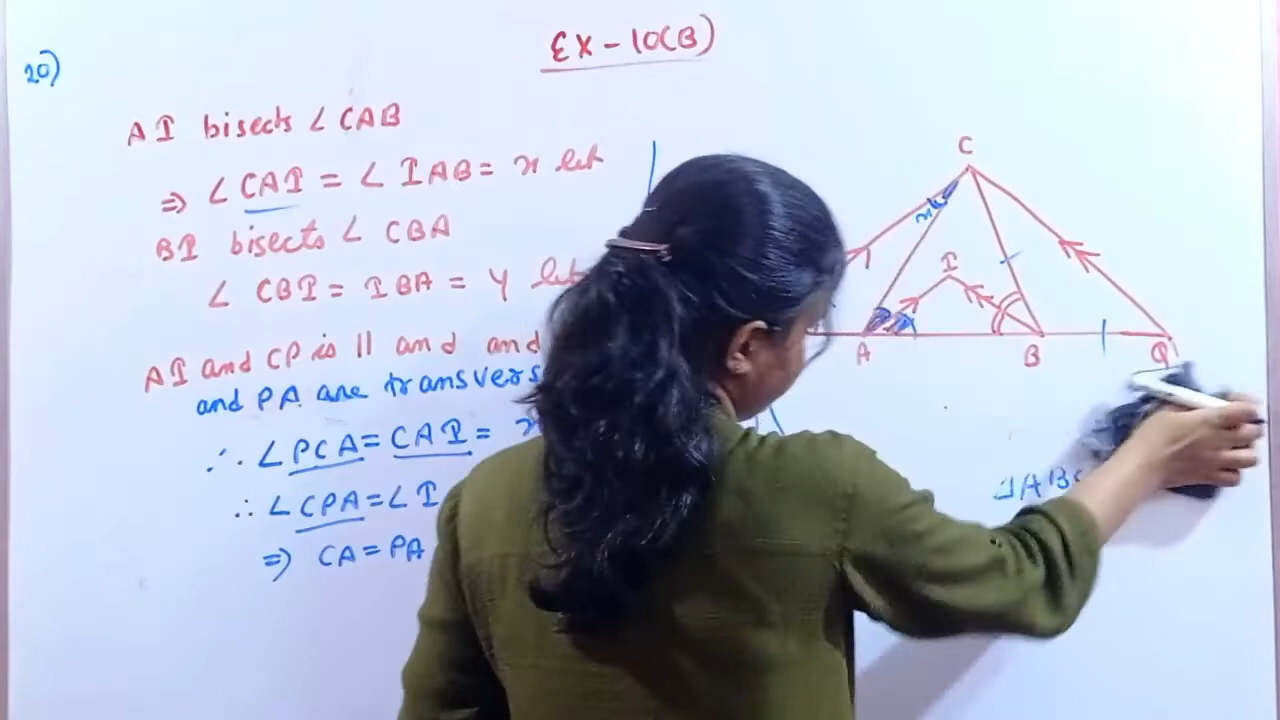 EX-10(B)
20)
AI bisects ∠CAB
⇒ ∠CAI = ∠IAB = x let
BI bisects ∠CBA
∠CBI = IBA = y let
AI and CP is || and and
and PA are transvers
∴ ∠PCA = CAI = x
∴ ∠CPA = ∠I
⇒ CA = PA
C
x
I
A
B
Q
ΔABC